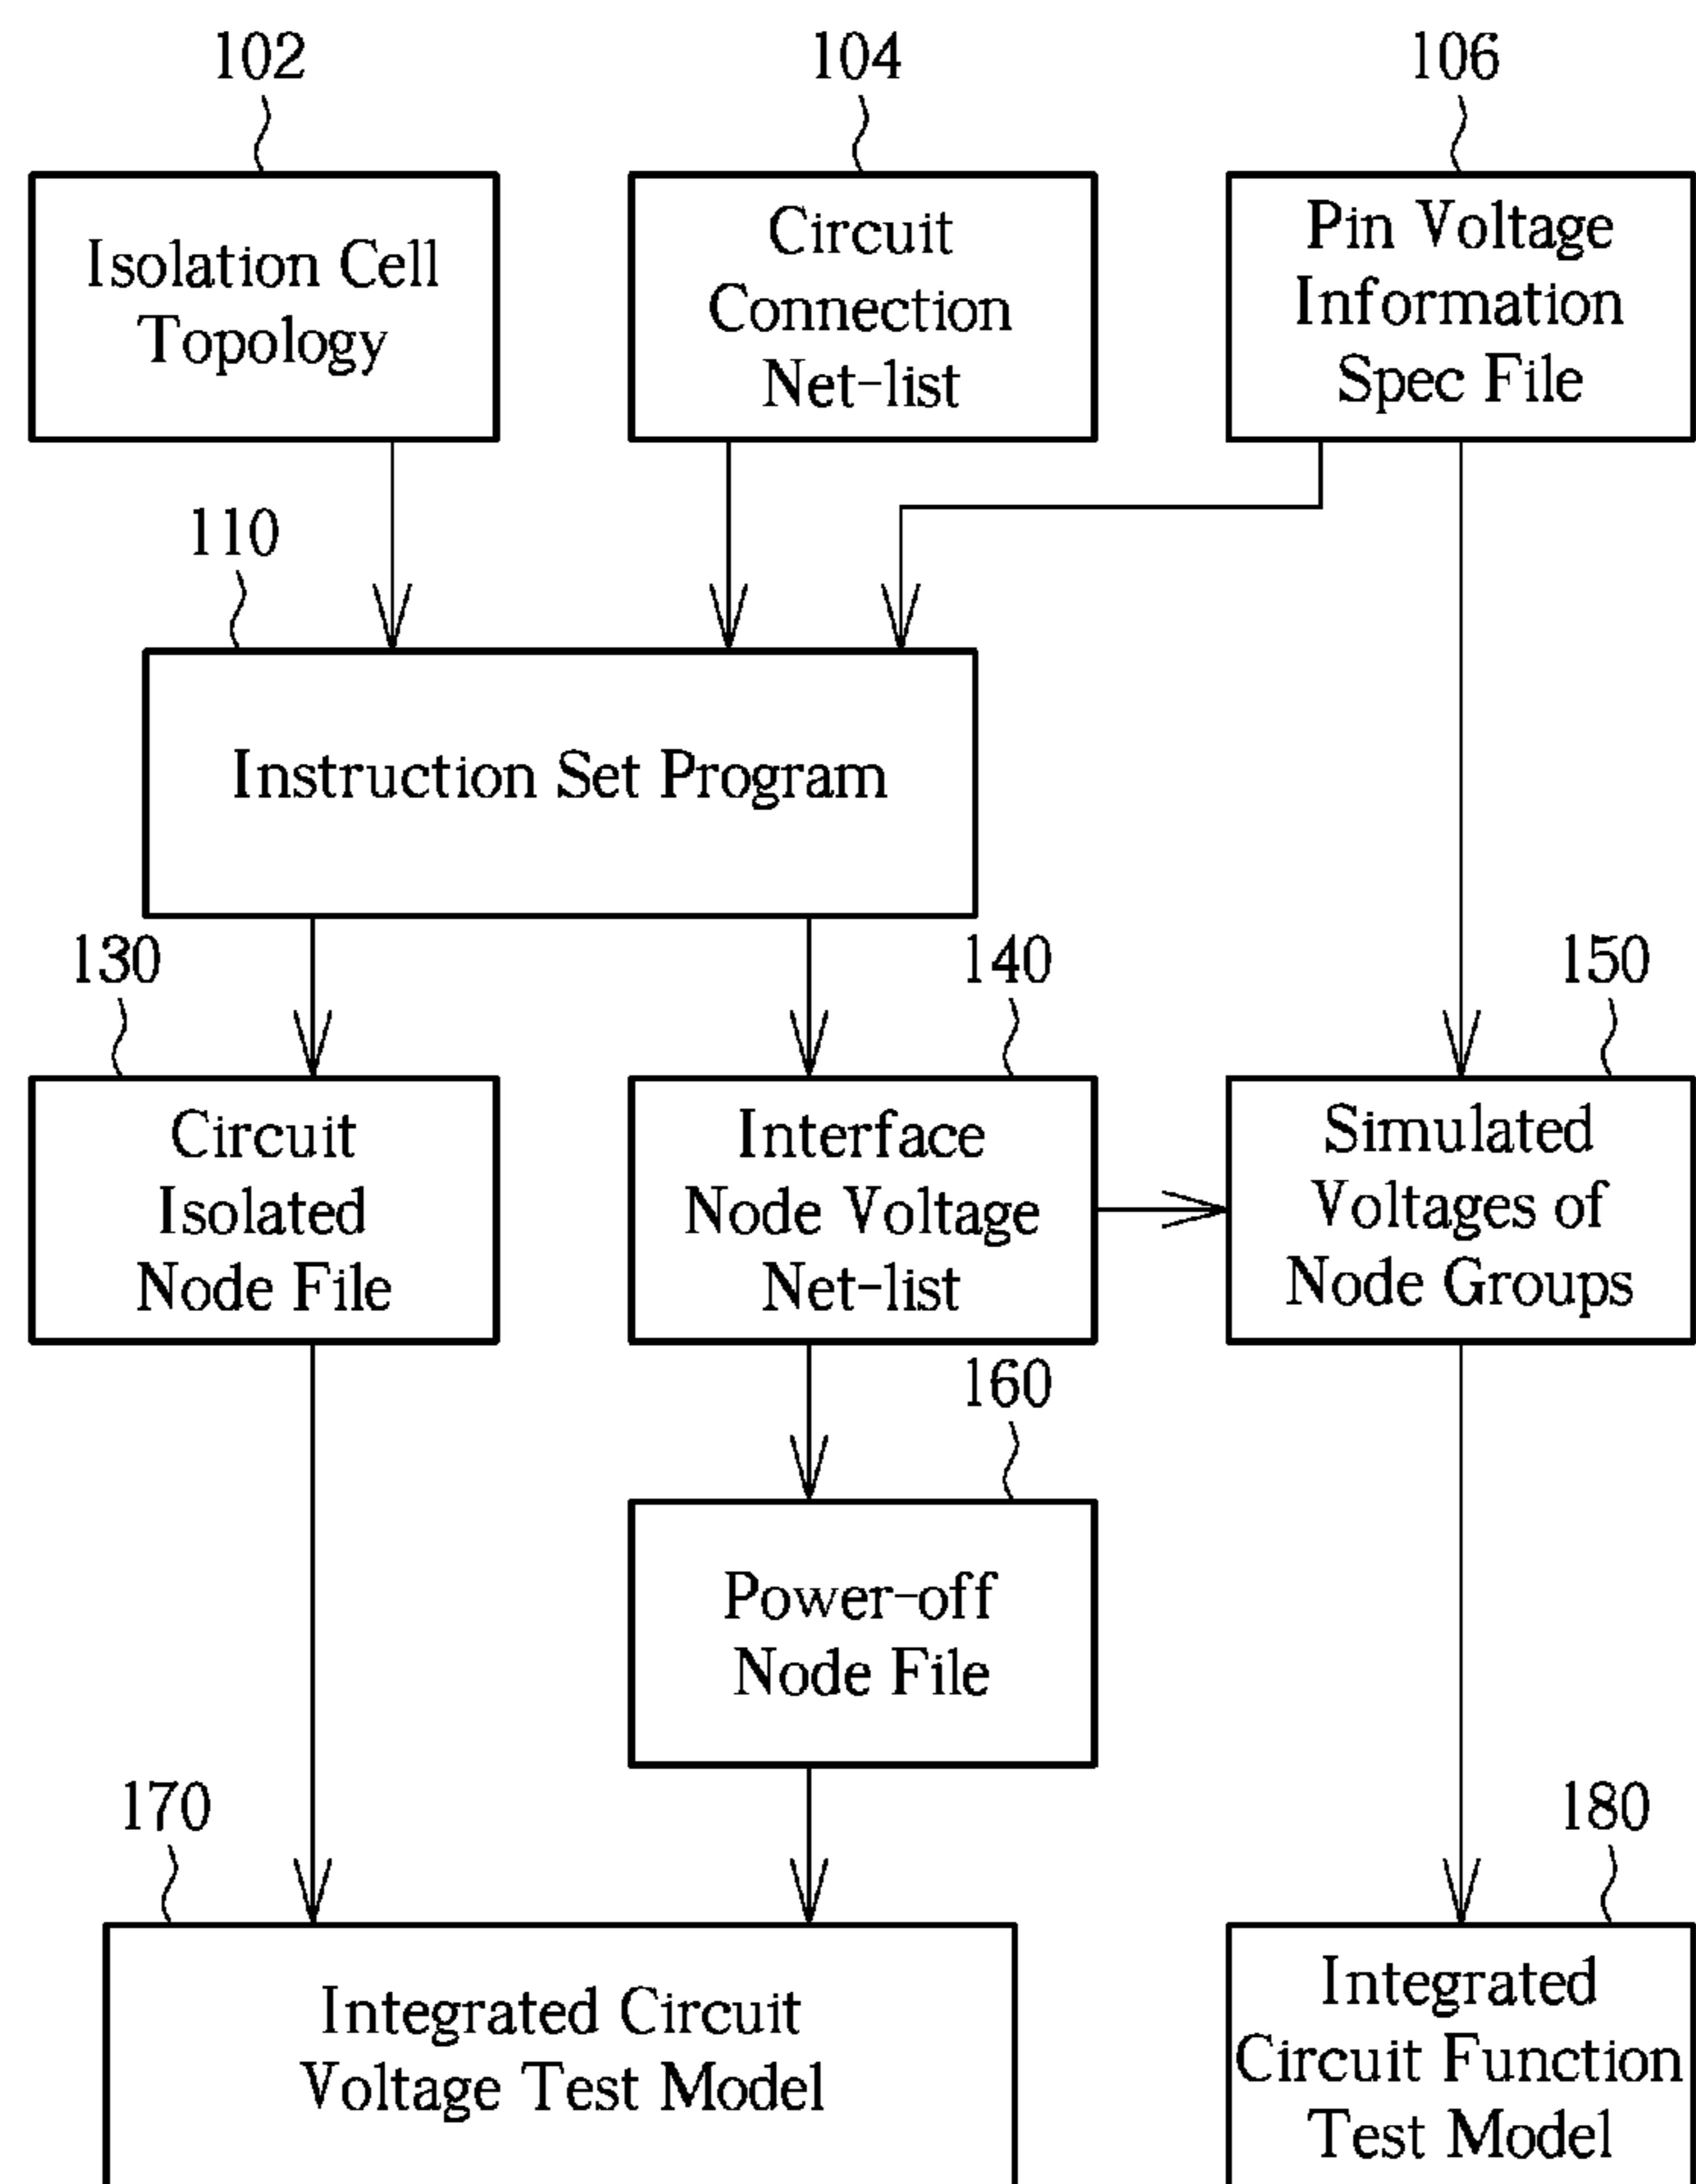 102
104
106
Isolation Cell
Topology
Circuit
Connection
Net-list
Pin Voltage
Information
Spec File
110
Instruction Set Program
130
140
150
Circuit
Isolated
Node File
Interface
Node Voltage
Net-list
Simulated
Voltages of
Node Groups
160
Power-off
Node File
170
180
Integrated Circuit
Voltage Test Model
Integrated
Circuit Function
Test Model